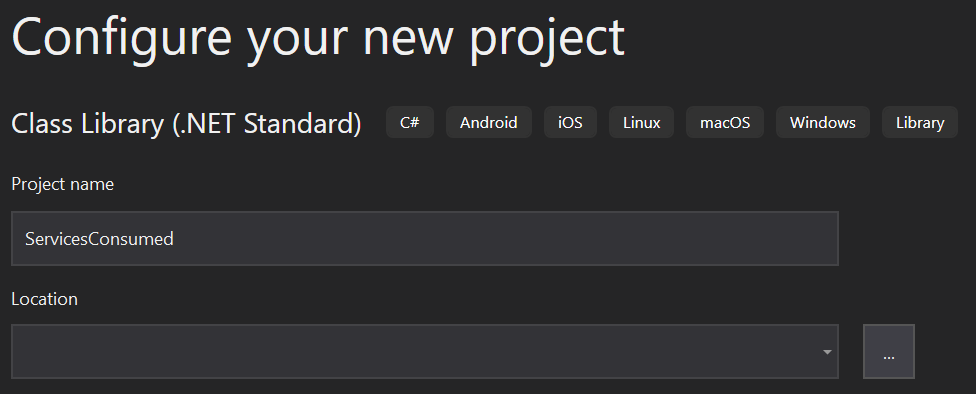 Configure your new project
Class Library (.NET Standard) C# Android iOS Linux macOS Windows Library
Project name
ServicesConsumed
Location
...